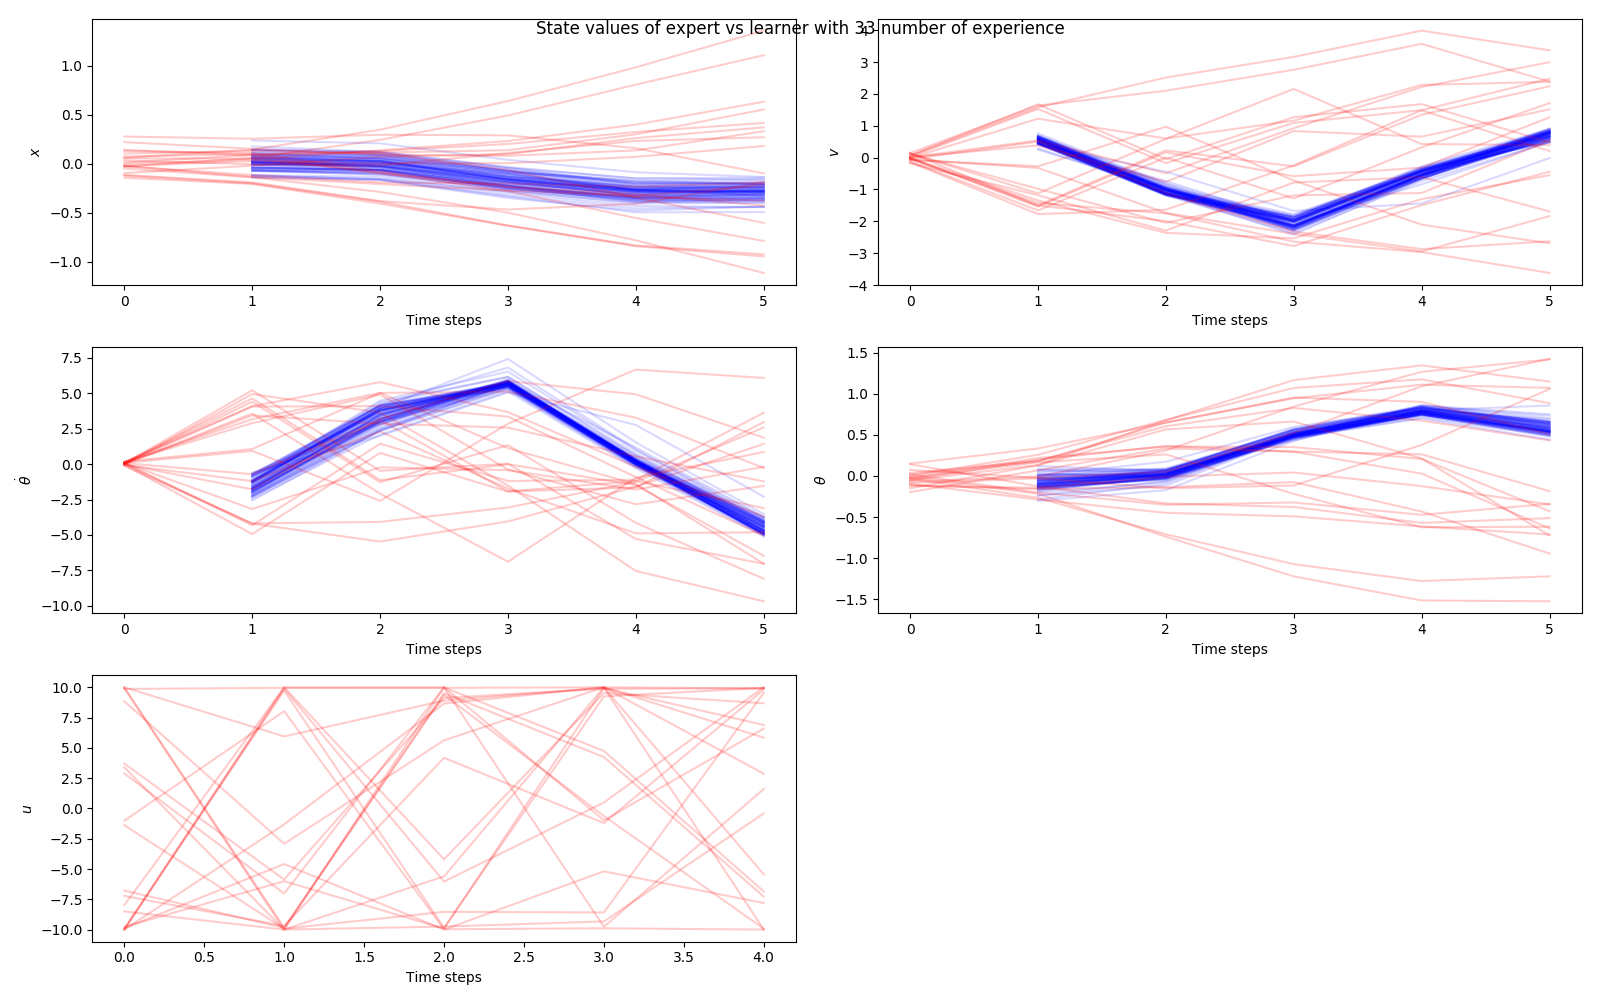 State values of expert vs learner with 33 number of experience
1.0
0.5
0.0
−0.5
−1.0
x
0 1 2 3 4 5
Time steps
4
3
2
1
0
−1
−2
−3
−4
v
0 1 2 3 4 5
Time steps
7.5
5.0
2.5
0.0
−2.5
−5.0
−7.5
−10.0
θ̇
0 1 2 3 4 5
Time steps
1.5
1.0
0.5
0.0
−0.5
−1.0
−1.5
θ
0 1 2 3 4 5
Time steps
10.0
7.5
5.0
2.5
0.0
−2.5
−5.0
−7.5
−10.0
u
0.0 0.5 1.0 1.5 2.0 2.5 3.0 3.5 4.0
Time steps